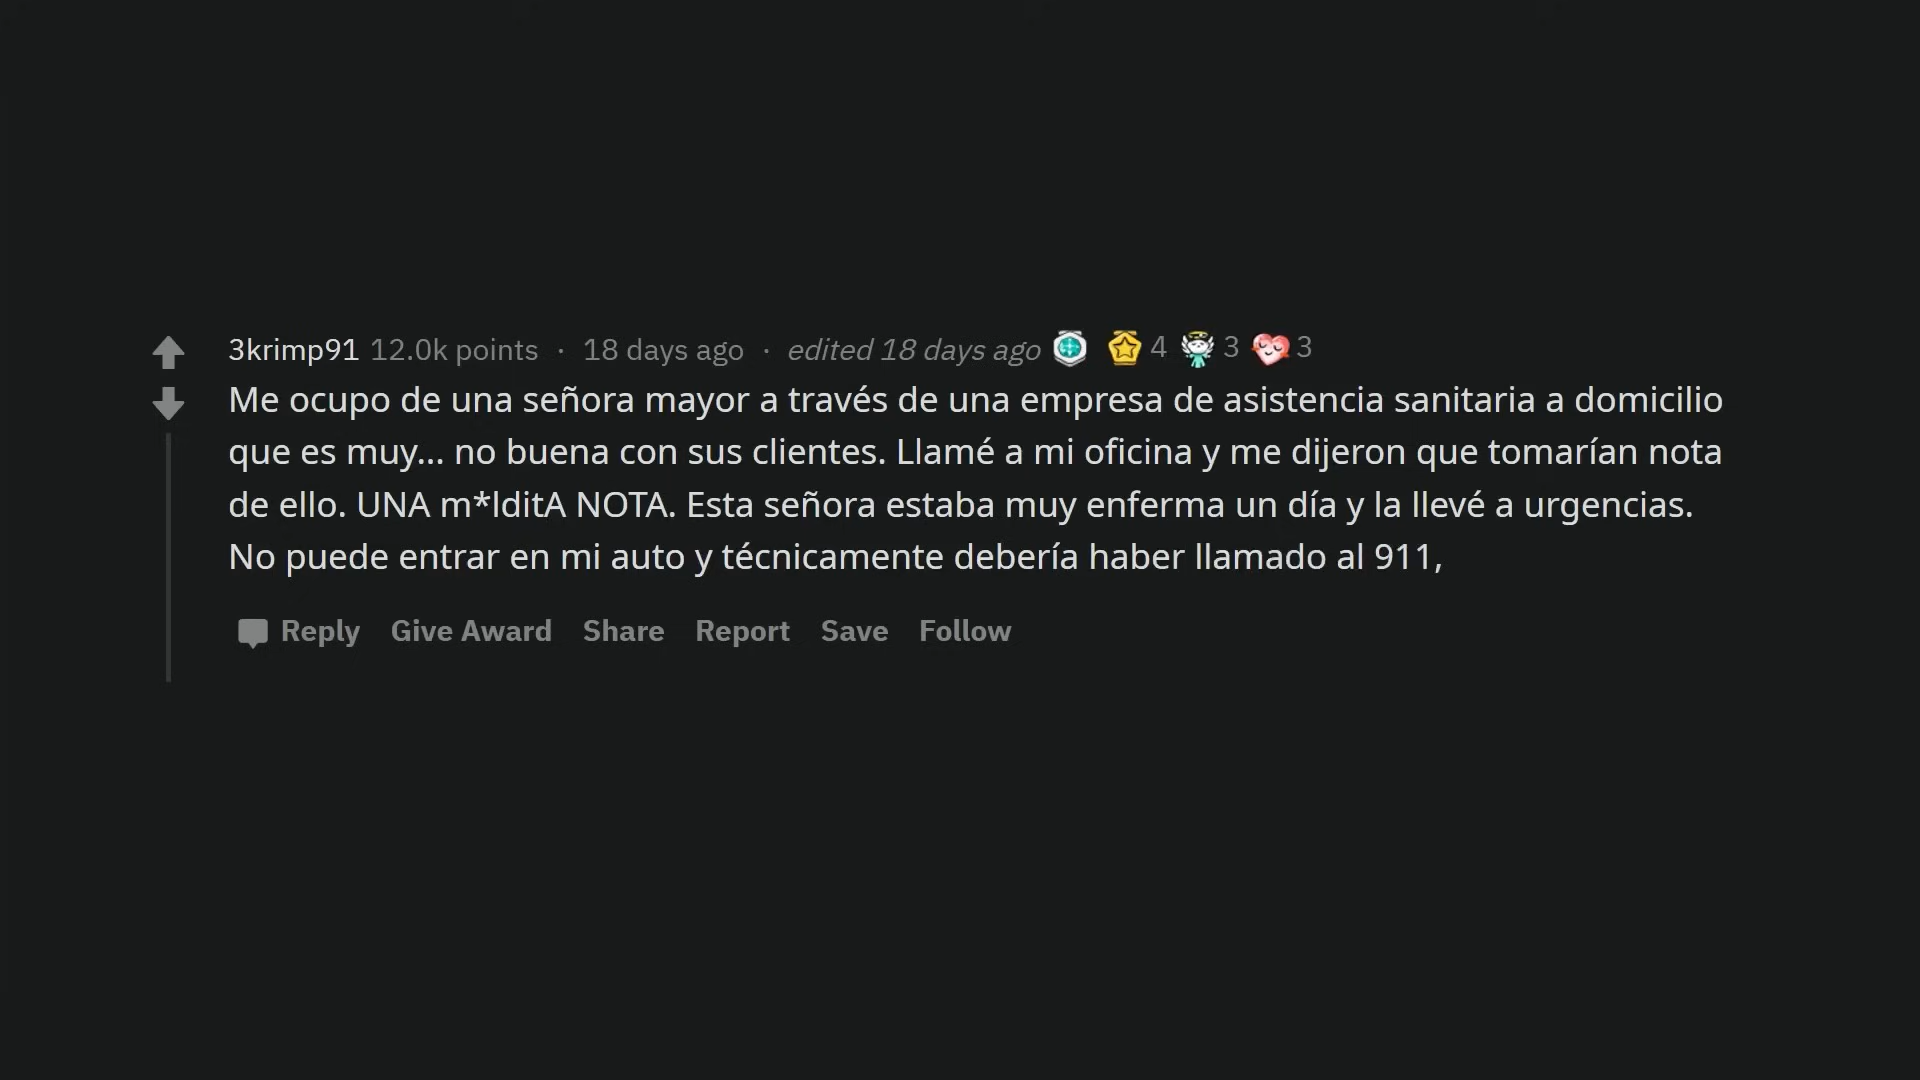 3krimp91 12.0k points · 18 days ago · edited 18 days ago 4 3 3
Me ocupo de una señora mayor a través de una empresa de asistencia sanitaria a domicilio
que es muy... no buena con sus clientes. Llamé a mi oficina y me dijeron que tomarían nota
de ello. UNA m*lditA NOTA. Esta señora estaba muy enferma un día y la llevé a urgencias.
No puede entrar en mi auto y técnicamente debería haber llamado al 911,
Reply Give Award Share Report Save Follow